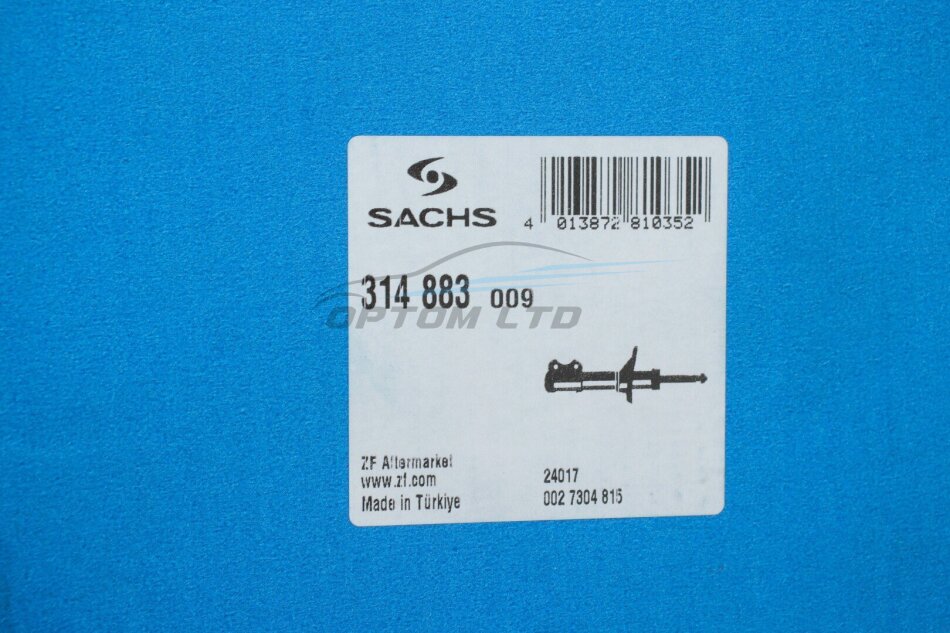 SACHS
4 013872 810352
314 883 009
OPTOM LTD
ZF Aftermarket
www.zf.com
Made in Türkiye
24017
002 7304 815